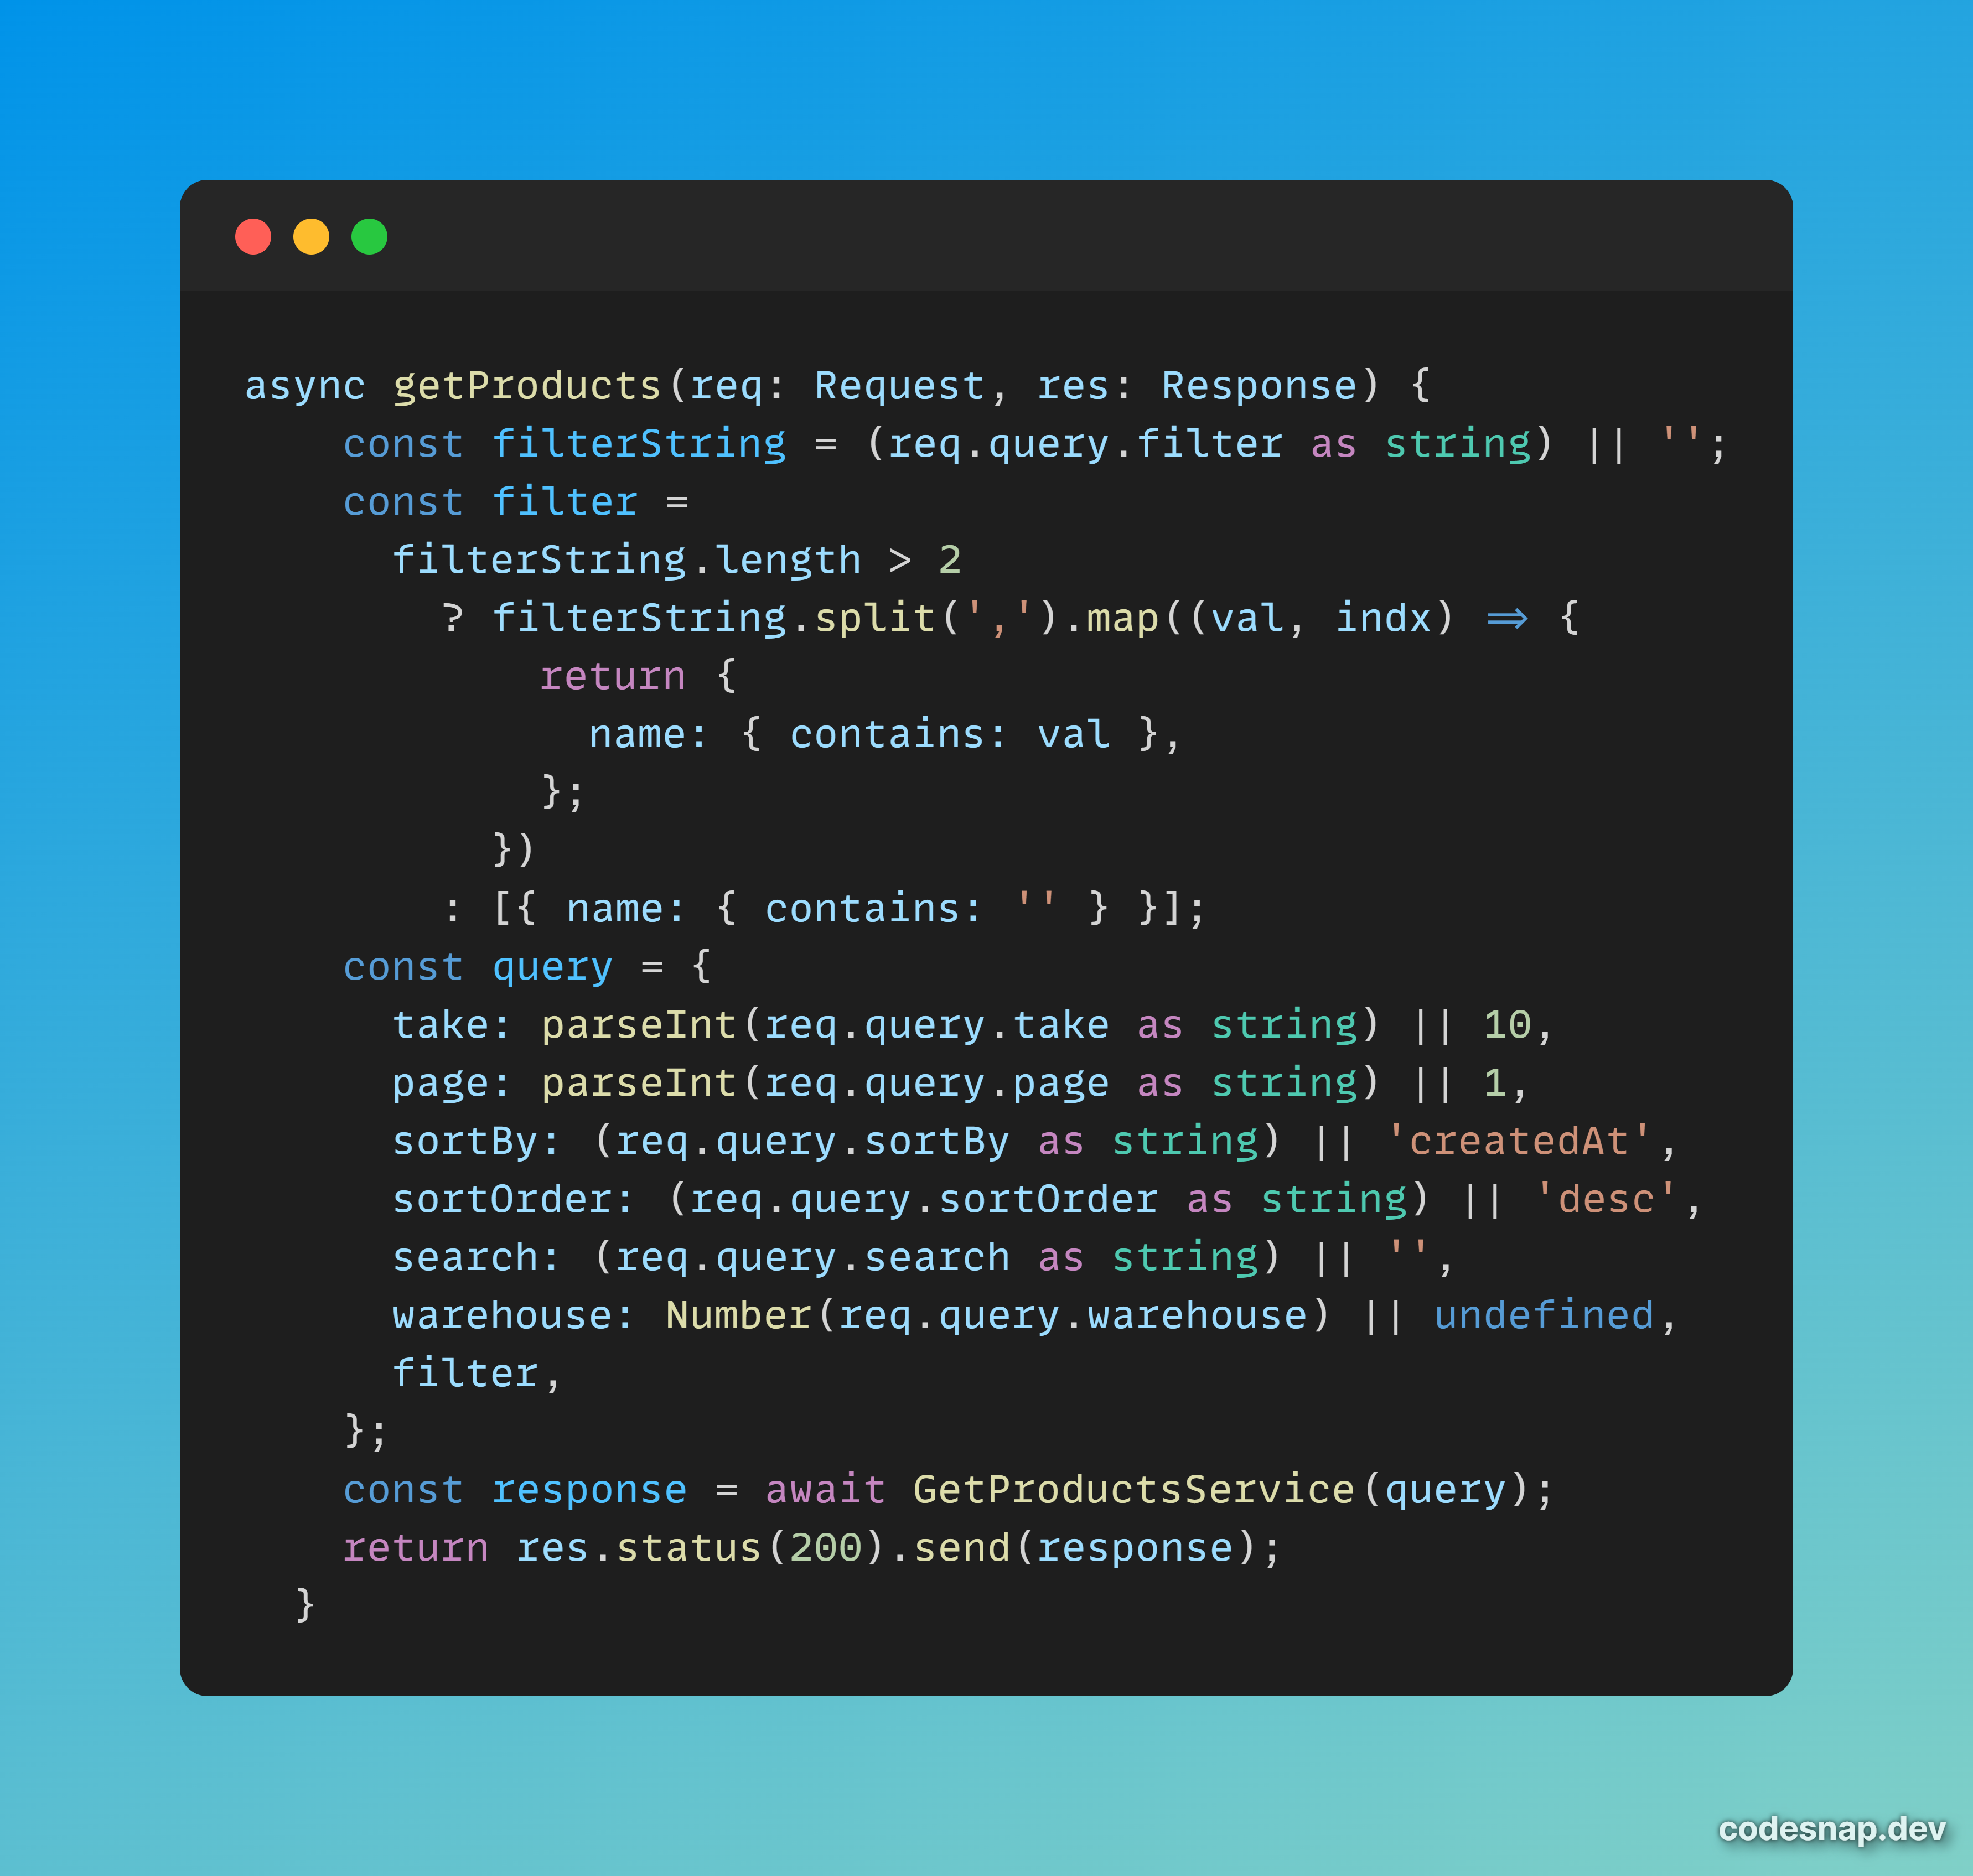 async getProducts(req: Request, res: Response) {
    const filterString = (req.query.filter as string) || '';
    const filter =
      filterString.length > 2
        ? filterString.split(',').map((val, indx) => {
            return {
              name: { contains: val },
            };
          })
        : [{ name: { contains: '' } }];
    const query = {
      take: parseInt(req.query.take as string) || 10,
      page: parseInt(req.query.page as string) || 1,
      sortBy: (req.query.sortBy as string) || 'createdAt',
      sortOrder: (req.query.sortOrder as string) || 'desc',
      search: (req.query.search as string) || '',
      warehouse: Number(req.query.warehouse) || undefined,
      filter,
    };
    const response = await GetProductsService(query);
    return res.status(200).send(response);
  }
codesnap.dev